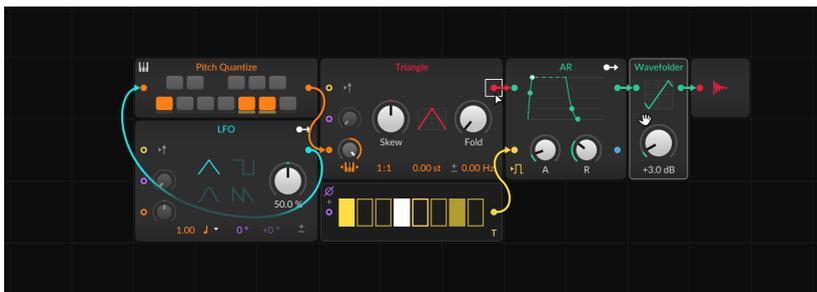 Pitch Quantize
Triangle
AR
Wavefolder
LFO
Skew
Fold
1:1
0.00 st
± 0.00 Hz
A
R
+3.0 dB
50.0 %
1.00
0 °
+0 °
±
T